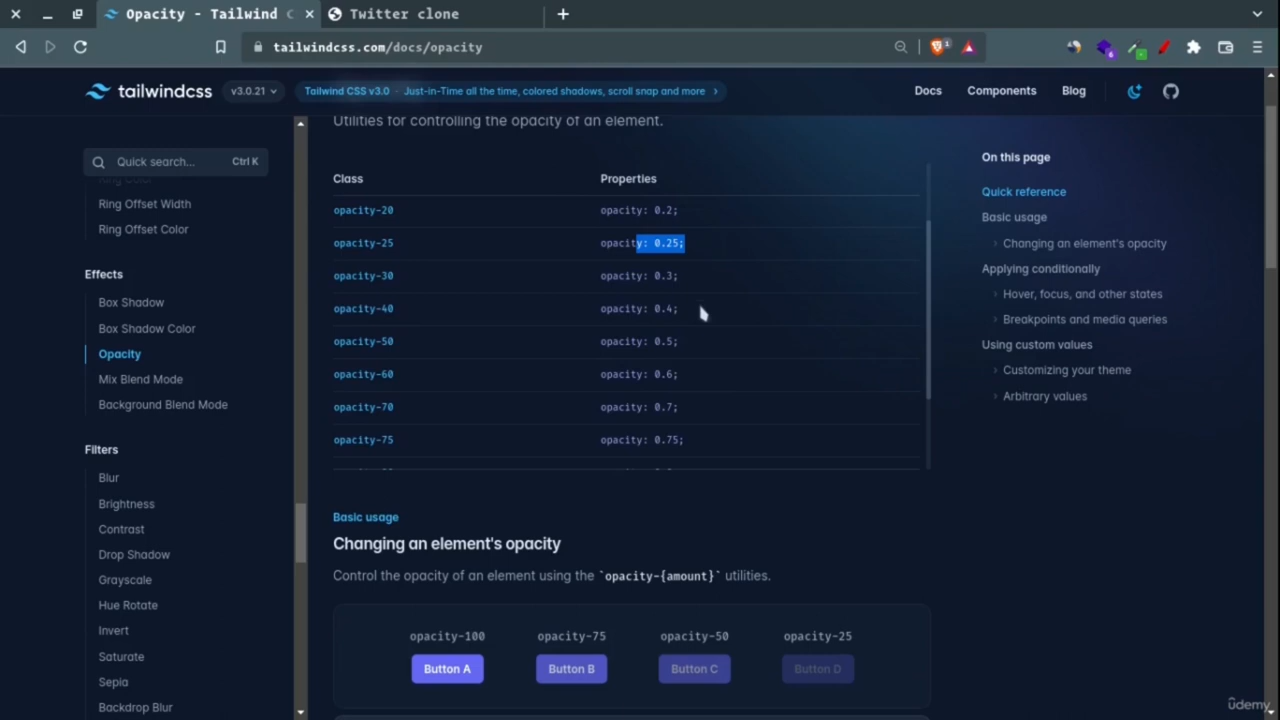 Opacity - Tailwind C
Twitter clone
tailwindcss.com/docs/opacity
1
6
tailwindcss
v3.0.21
Tailwind CSS v3.0 · Just-in-Time all the time, colored shadows, scroll snap and more
Docs
Components
Blog
Quick search...
Ctrl K
Ring Color
Ring Offset Width
Ring Offset Color
Effects
Box Shadow
Box Shadow Color
Opacity
Mix Blend Mode
Background Blend Mode
Filters
Blur
Brightness
Contrast
Drop Shadow
Grayscale
Hue Rotate
Invert
Saturate
Sepia
Backdrop Blur
Utilities for controlling the opacity of an element.
Class Properties
opacity-20 opacity: 0.2;
opacity-25 opacity: 0.25;
opacity-30 opacity: 0.3;
opacity-40 opacity: 0.4;
opacity-50 opacity: 0.5;
opacity-60 opacity: 0.6;
opacity-70 opacity: 0.7;
opacity-75 opacity: 0.75;
Basic usage
Changing an element's opacity
Control the opacity of an element using the `opacity-{amount}` utilities.
opacity-100 opacity-75 opacity-50 opacity-25
Button A Button B Button C Button D
On this page
Quick reference
Basic usage
Changing an element's opacity
Applying conditionally
Hover, focus, and other states
Breakpoints and media queries
Using custom values
Customizing your theme
Arbitrary values
ûdemy